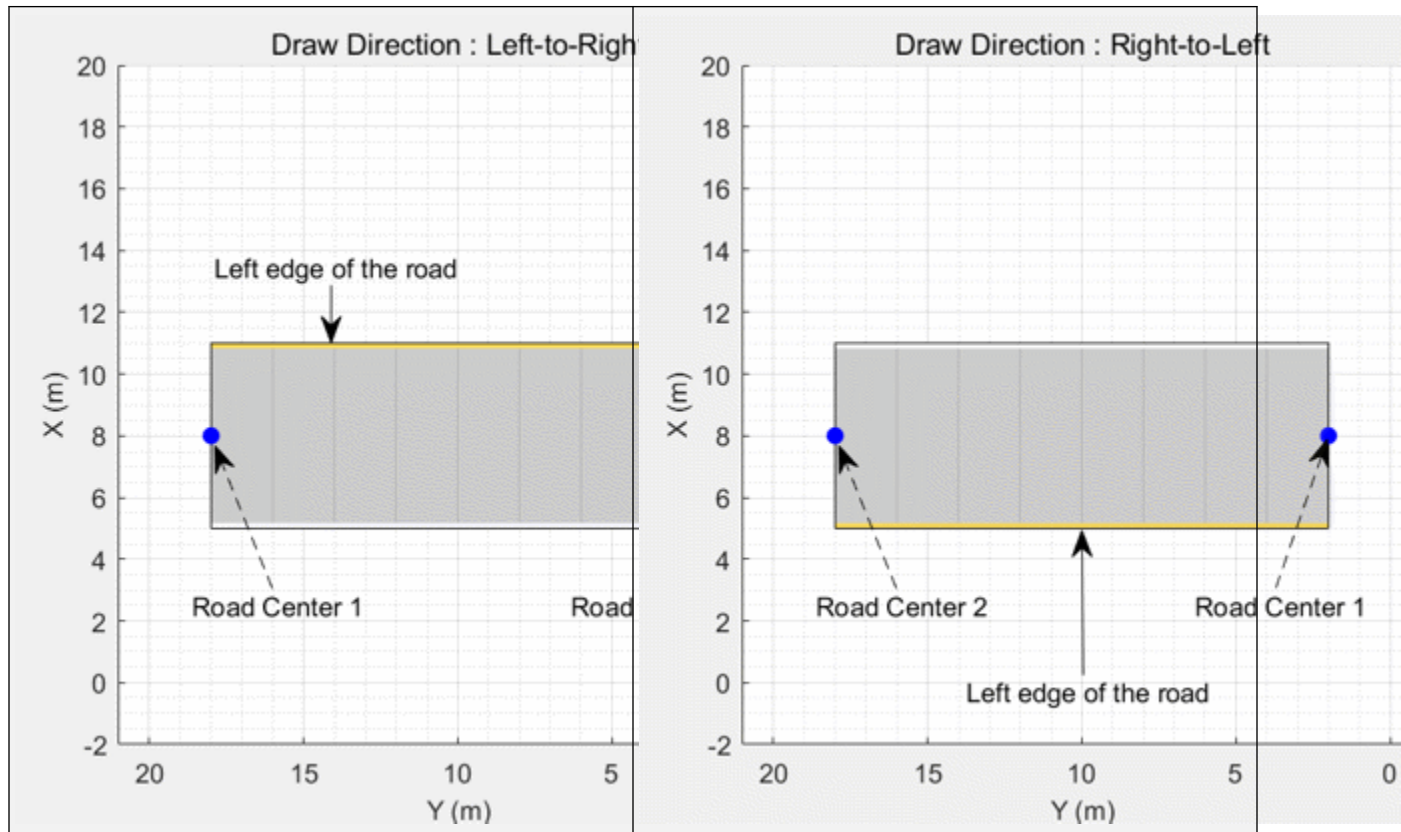 Draw Direction : Left-to-Righ
20
18
16
14
12
10
8
6
4
2
0
-2
X (m)
Left edge of the road
Road Center 1
Road
20 15 10 5
Y (m)
Draw Direction : Right-to-Left
20
18
16
14
12
10
8
6
4
2
0
-2
X (m)
Road Center 2
Road Center 1
Left edge of the road
20 15 10 5 0
Y (m)